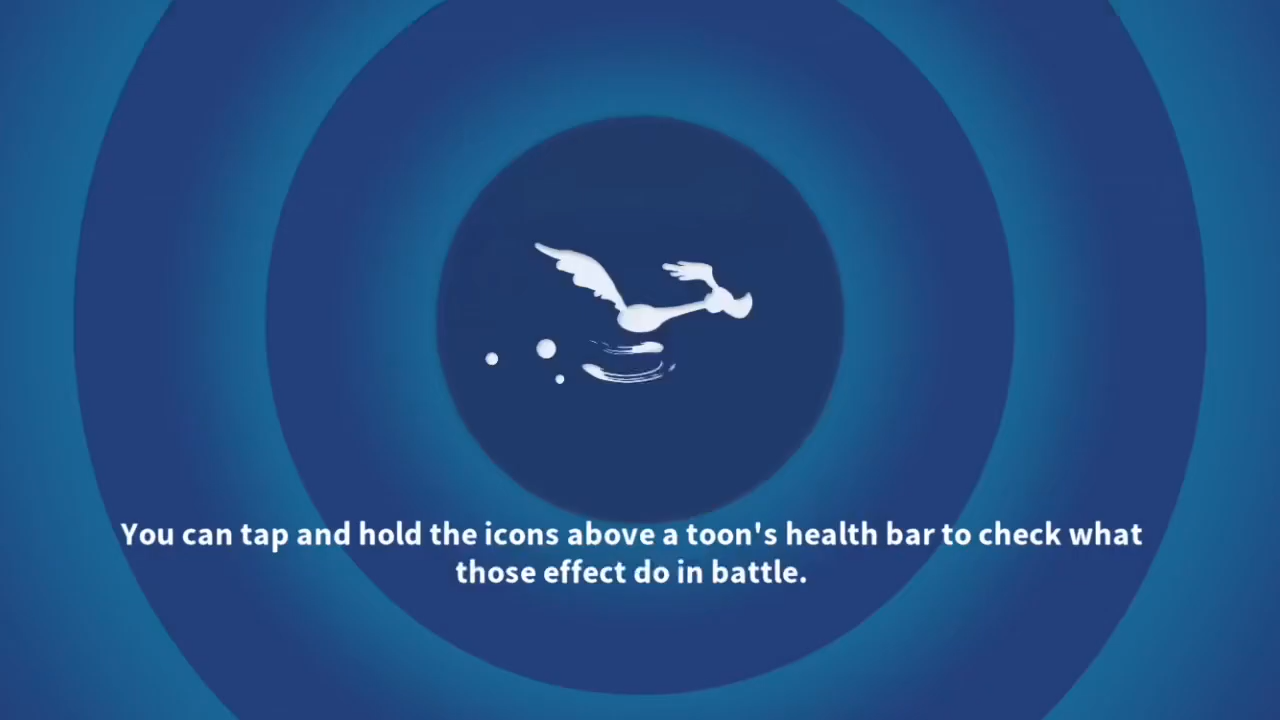 You can tap and hold the icons above a toon's health bar to check what
those effect do in battle.